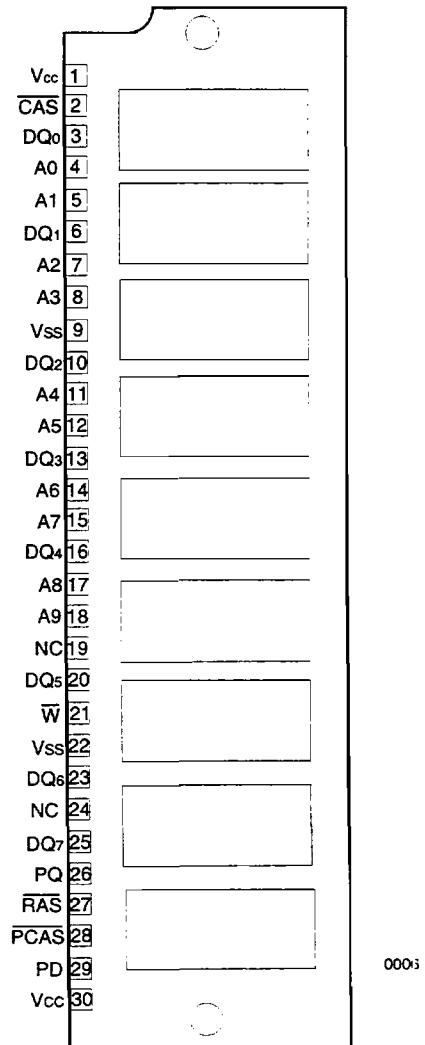 Vcc 1
CAS 2
DQ0 3
A0 4
A1 5
DQ1 6
A2 7
A3 8
Vss 9
DQ2 10
A4 11
A5 12
DQ3 13
A6 14
A7 15
DQ4 16
A8 17
A9 18
NC 19
DQ5 20
W 21
Vss 22
DQ6 23
NC 24
DQ7 25
PQ 26
RAS 27
PCAS 28
PD 29
Vcc 30